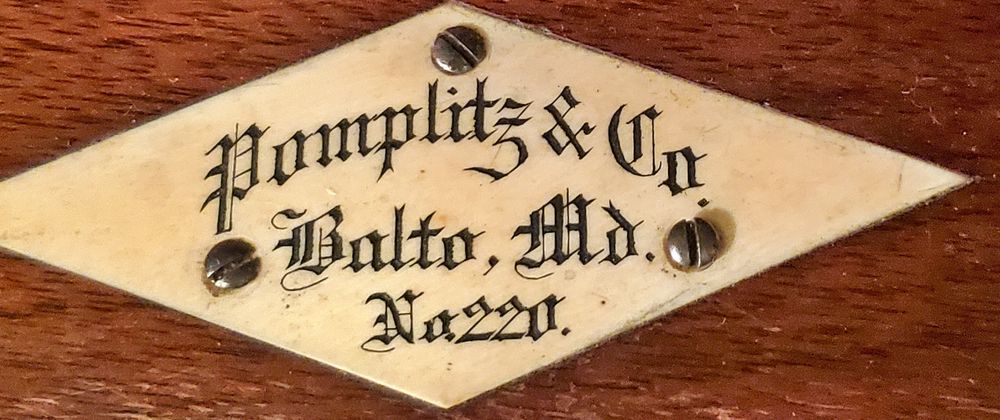 Pomplitz & Co.
Balto, Md.
No. 220.